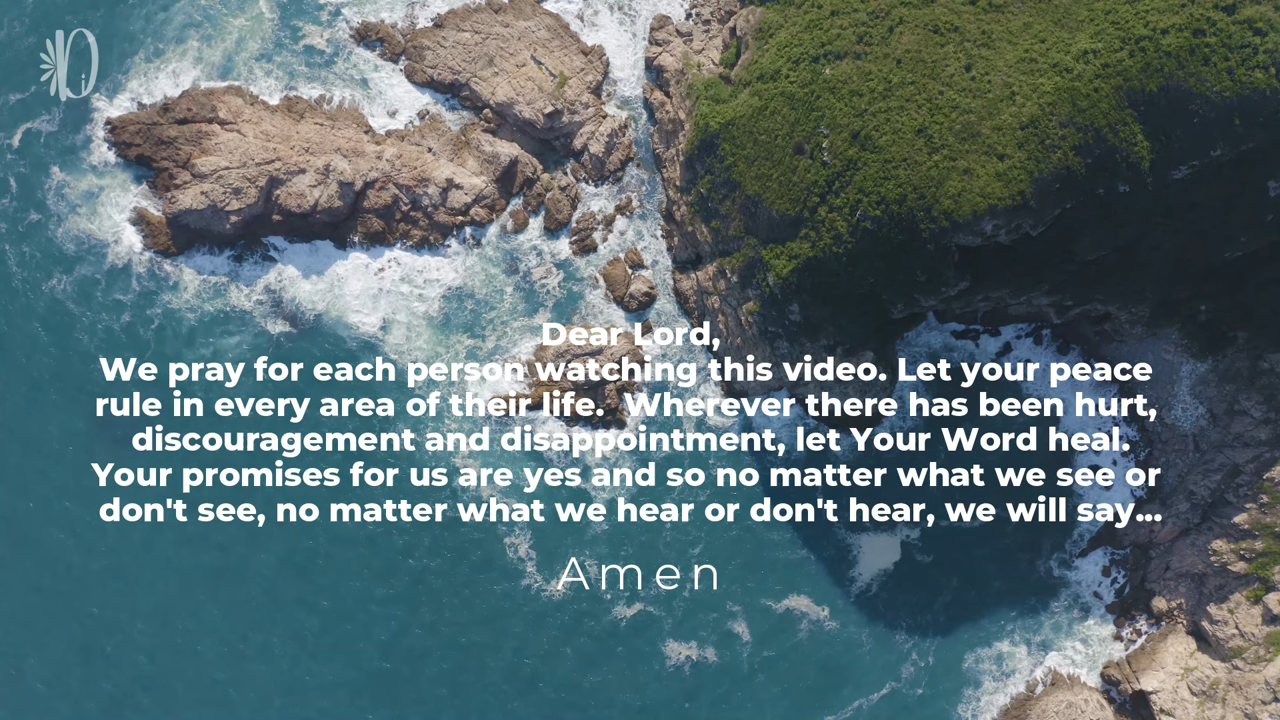 Dear Lord,
We pray for each person watching this video. Let your peace
rule in every area of their life.  Wherever there has been hurt,
discouragement and disappointment, let Your Word heal.
Your promises for us are yes and so no matter what we see or
don't see, no matter what we hear or don't hear, we will say...
Amen